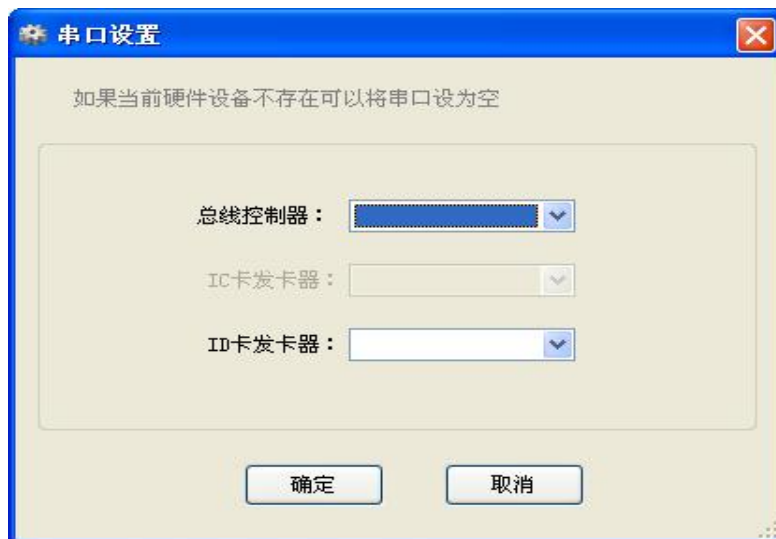 串口设置
如果当前硬件设备不存在可以将串口设为空
总线控制器：
IC卡发卡器：
ID卡发卡器：
确定 取消